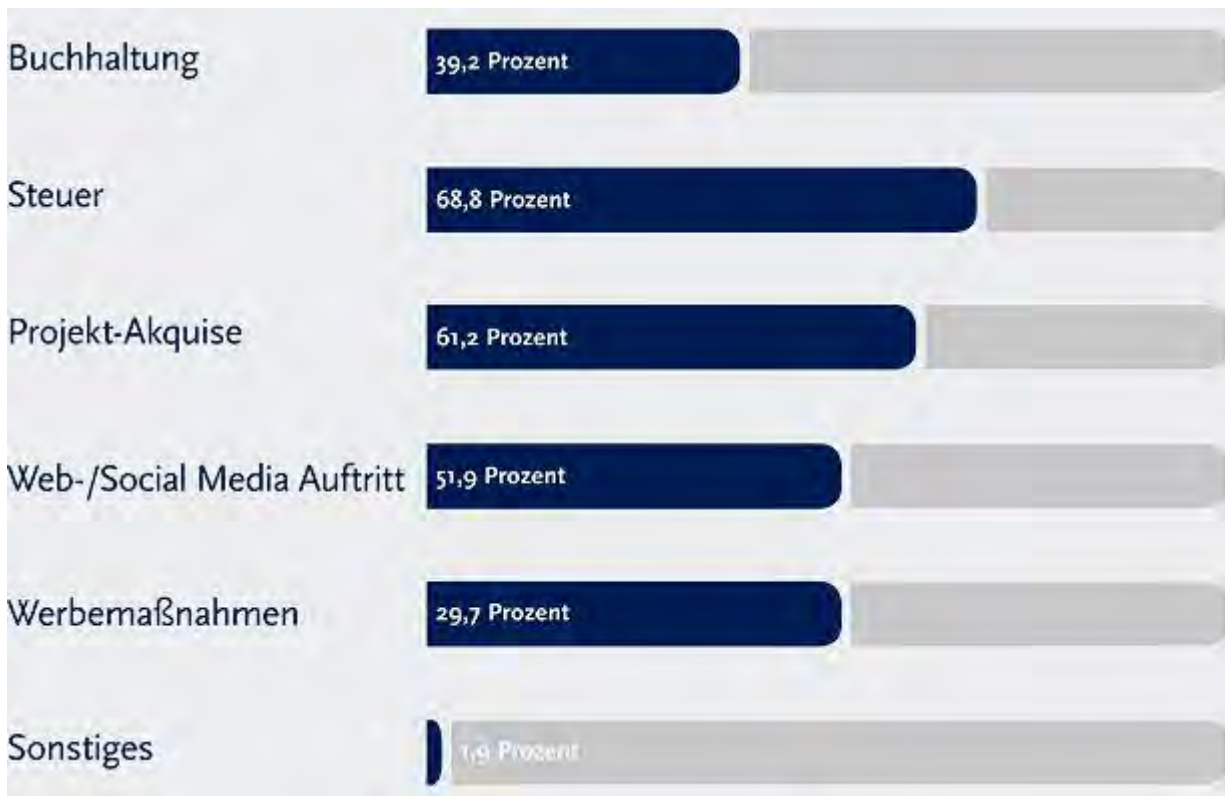 Buchhaltung 39,2 Prozent
Steuer 68,8 Prozent
Projekt-Akquise 61,2 Prozent
Web-/Social Media Auftritt 51,9 Prozent
Werbemaßnahmen 29,7 Prozent
Sonstiges 1,9 Prozent